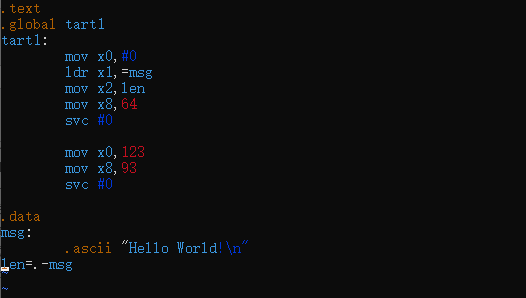 .text
.global tart1
tart1:
mov x0,#0
ldr x1,=msg
mov x2,len
mov x8,64
svc #0
mov x0,123
mov x8,93
svc #0
.data
msg:
.ascii "Hello World!\n"
len=.-msg
~
~